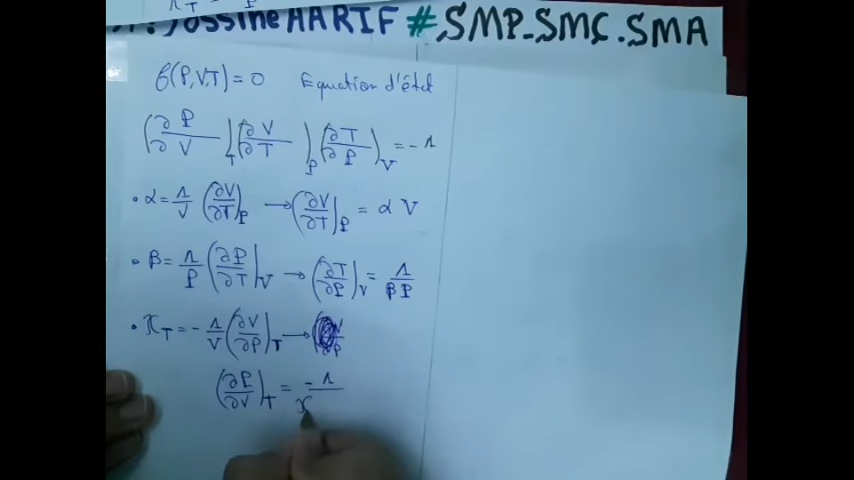 YossineHARIF # SMP_SMC.SMA
f(P,V,T) = 0 Equation d'état
(∂P/∂V)_T (∂V/∂T)_P (∂T/∂P)_V = - 1
• α = 1/V (∂V/∂T)_P → (∂V/∂T)_P = α V
• β = 1/P (∂P/∂T)_V → (∂T/∂P)_V = 1/βP
• χ_T = - 1/V (∂V/∂P)_T →
(∂P/∂V)_T = -1/χ